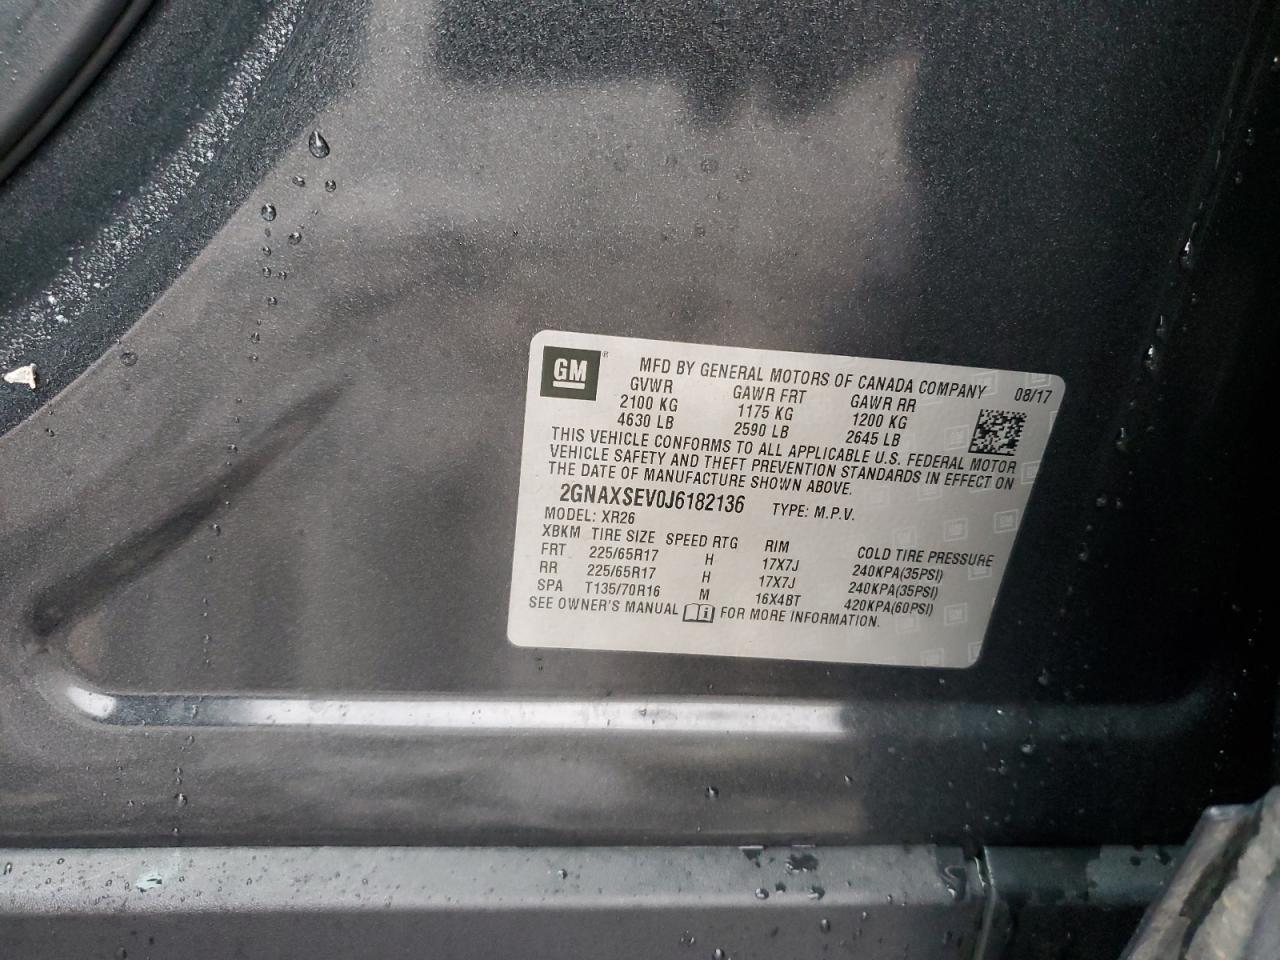 GM ®
MFD BY GENERAL MOTORS OF CANADA COMPANY 08/17
GVWR GAWR FRT GAWR RR
2100 KG 1175 KG 1200 KG
4630 LB 2590 LB 2645 LB
THIS VEHICLE CONFORMS TO ALL APPLICABLE U.S. FEDERAL MOTOR
VEHICLE SAFETY AND THEFT PREVENTION STANDARDS IN EFFECT ON
THE DATE OF MANUFACTURE SHOWN ABOVE.
2GNAXSEV0J6182136 TYPE: M.P.V.
MODEL: XR26
XBKM TIRE SIZE SPEED RTG RIM COLD TIRE PRESSURE
FRT 225/65R17 H 17X7J 240KPA(35PSI)
RR 225/65R17 H 17X7J 240KPA(35PSI)
SPA T135/70R16 M 16X4BT 420KPA(60PSI)
SEE OWNER'S MANUAL i FOR MORE INFORMATION.